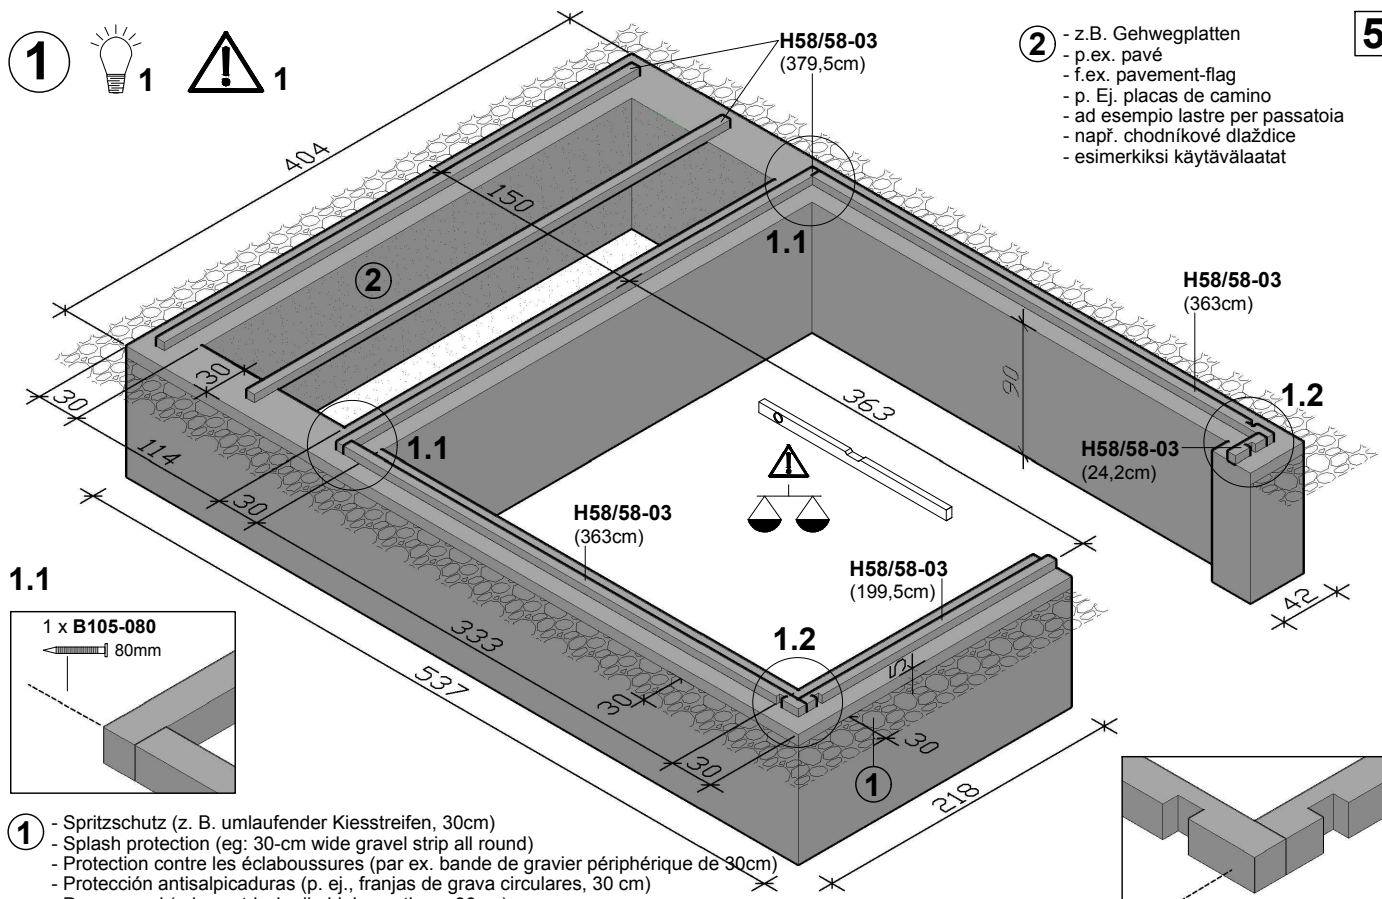 1
1
1
H58/58-03
(379,5cm)
2
- z.B. Gehwegplatten
- p.ex. pavé
- f.ex. pavement-flag
- p. Ej. placas de camino
- ad esempio lastre per passatoia
- např. chodníkové dlaždice
- esimerkiksi käytävälaatat
5
404
150
1.1
2
H58/58-03
(363cm)
90
363
1.2
30
30
H58/58-03
(24,2cm)
1.1
114
30
H58/58-03
(363cm)
H58/58-03
(199,5cm)
42
1.1
1 x B105-080
80mm
333
537
1.2
5
30
30
30
1
218
1
- Spritzschutz (z. B. umlaufender Kiesstreifen, 30cm)
- Splash protection (eg: 30-cm wide gravel strip all round)
- Protection contre les éclaboussures (par ex. bande de gravier périphérique de 30cm)
- Protección antisalpicaduras (p. ej., franjas de grava circulares, 30 cm)